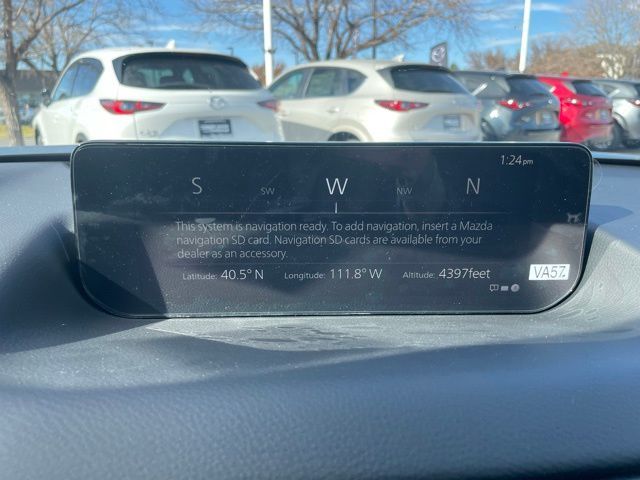 1:24pm
S SW W NW N
This system is navigation ready. To add navigation, insert a Mazda
navigation SD card. Navigation SD cards are available from your
dealer as an accessory.
Latitude: 40.5° N Longitude: 111.8° W Altitude: 4397feet
VA57